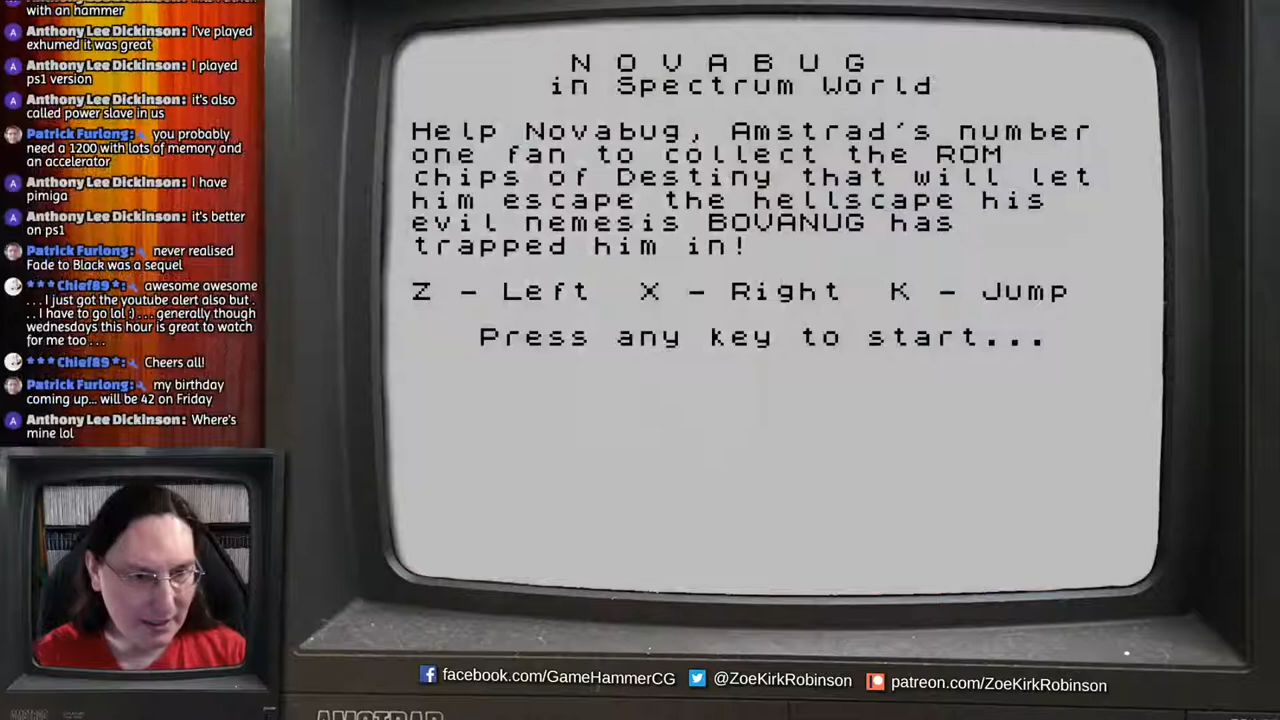 with an hammer
Anthony Lee Dickinson: I've played
exhumed it was great
Anthony Lee Dickinson: I played
ps1 version
Anthony Lee Dickinson: it's also
called power slave in us
Patrick Furlong: you probably
need a 1200 with lots of memory and
an accelerator
Anthony Lee Dickinson: I have
pimiga
Anthony Lee Dickinson: it's better
on ps1
Patrick Furlong: never realised
Fade to Black was a sequel
***Chief89*: awesome awesome
. . . I just got the youtube alert also but .
. . I have to go lol :) . . . generally though
wednesdays this hour is great to watch
for me too . . .
***Chief89*: Cheers all!
Patrick Furlong: my birthday
coming up... will be 42 on Friday
Anthony Lee Dickinson: Where's
mine lol
N O V A B U G
in Spectrum World
Help Novabug, Amstrad's number
one fan to collect the ROM
chips of Destiny that will let
him escape the hellscape his
evil nemesis BOVANUG has
trapped him in!
Z - Left X - Right K - Jump
Press any key to start...
facebook.com/GameHammerCG @ZoeKirkRobinson patreon.com/ZoeKirkRobinson
AMSTRAD